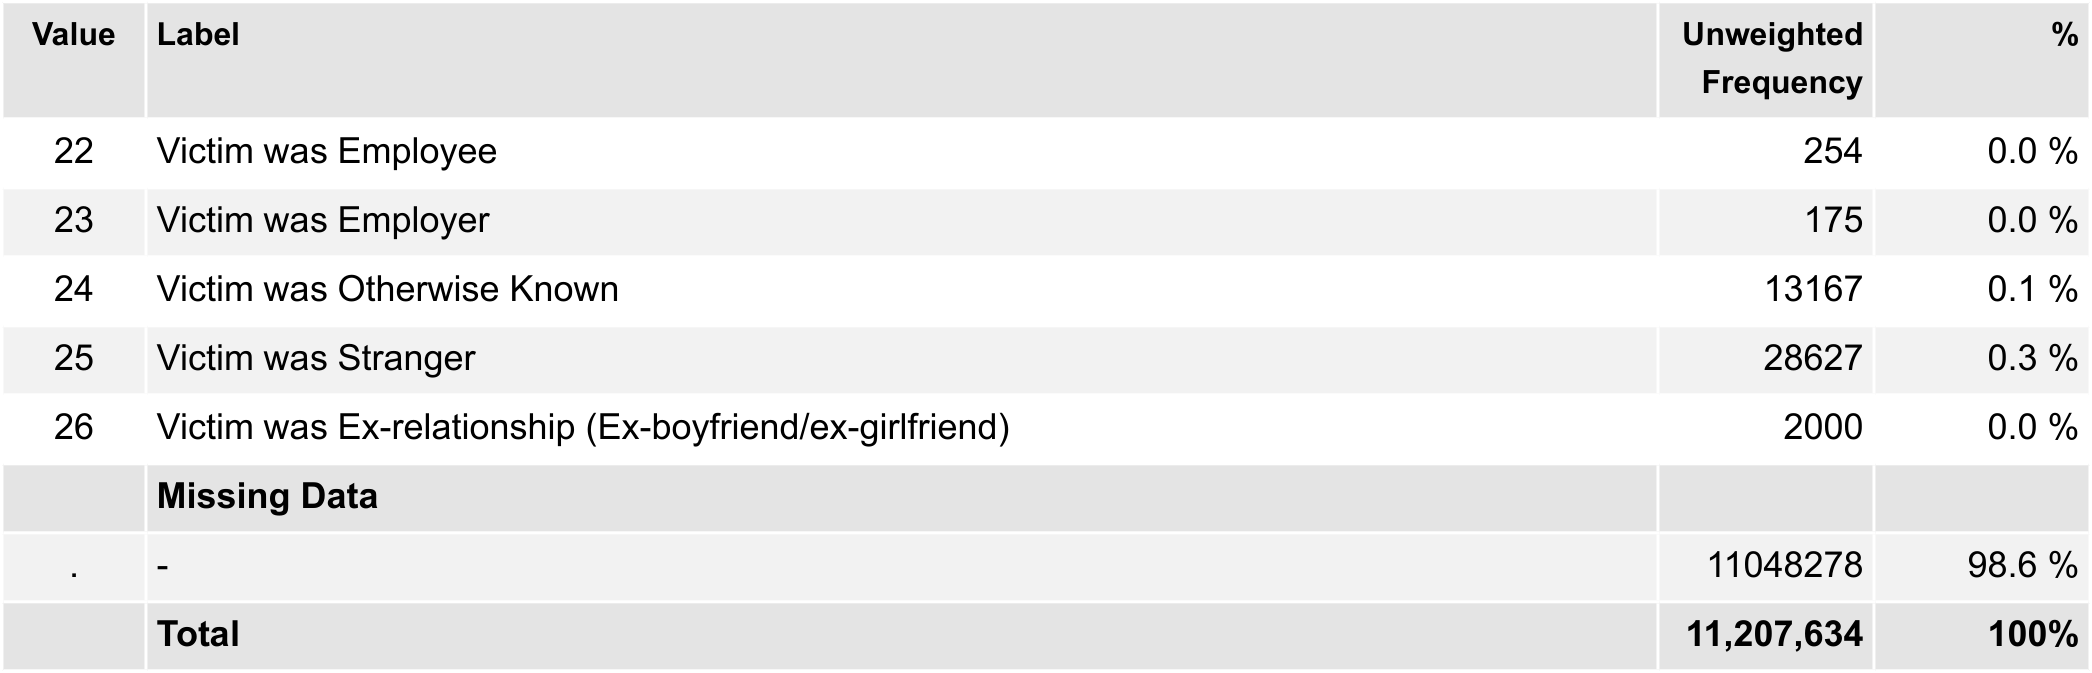 Value Label Unweighted Frequency %
22 Victim was Employee 254 0.0 %
23 Victim was Employer 175 0.0 %
24 Victim was Otherwise Known 13167 0.1 %
25 Victim was Stranger 28627 0.3 %
26 Victim was Ex-relationship (Ex-boyfriend/ex-girlfriend) 2000 0.0 %
Missing Data
. - 11048278 98.6 %
Total 11,207,634 100%